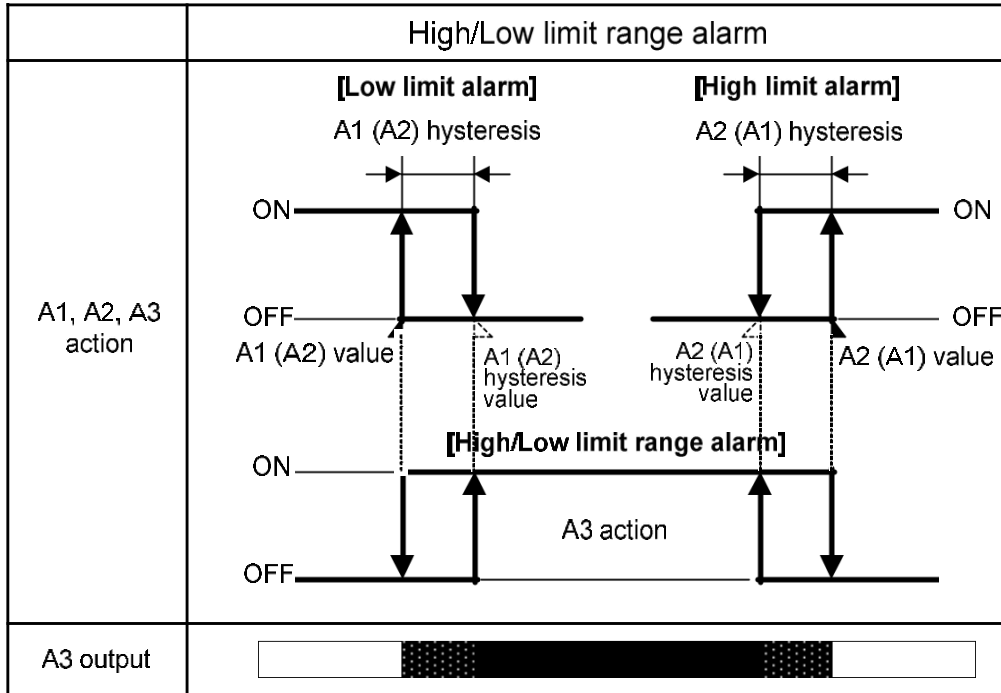 High/Low limit range alarm
A1, A2, A3
action
[Low limit alarm]
[High limit alarm]
A1 (A2) hysteresis
A2 (A1) hysteresis
ON
ON
OFF
OFF
A1 (A2) value
A1 (A2)
hysteresis
value
A2 (A1)
hysteresis
value
A2 (A1) value
[High/Low limit range alarm]
ON
A3 action
OFF
A3 output